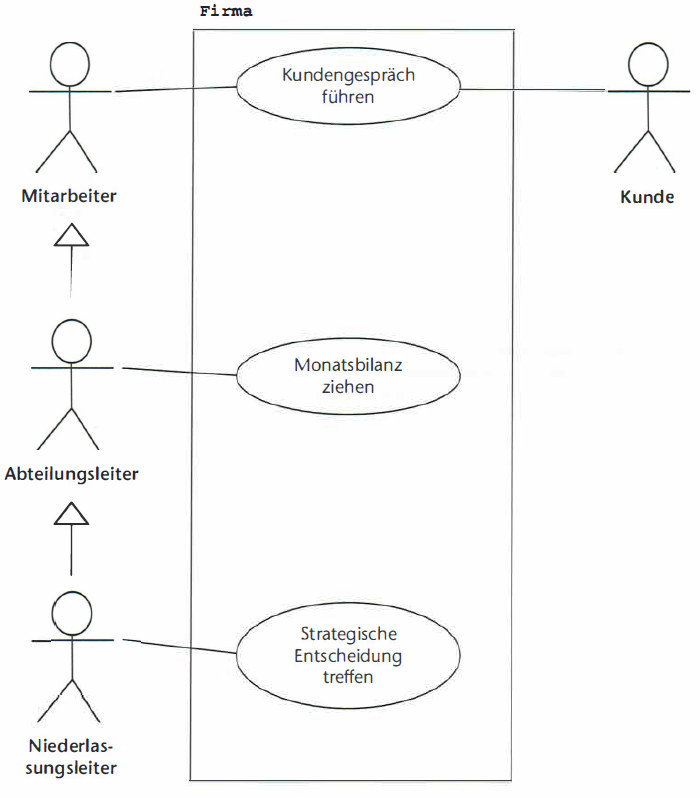 Firma
Kundengespräch
führen
Mitarbeiter
Kunde
Monatsbilanz
ziehen
Abteilungsleiter
Strategische
Entscheidung
treffen
Niederlas-
sungsleiter